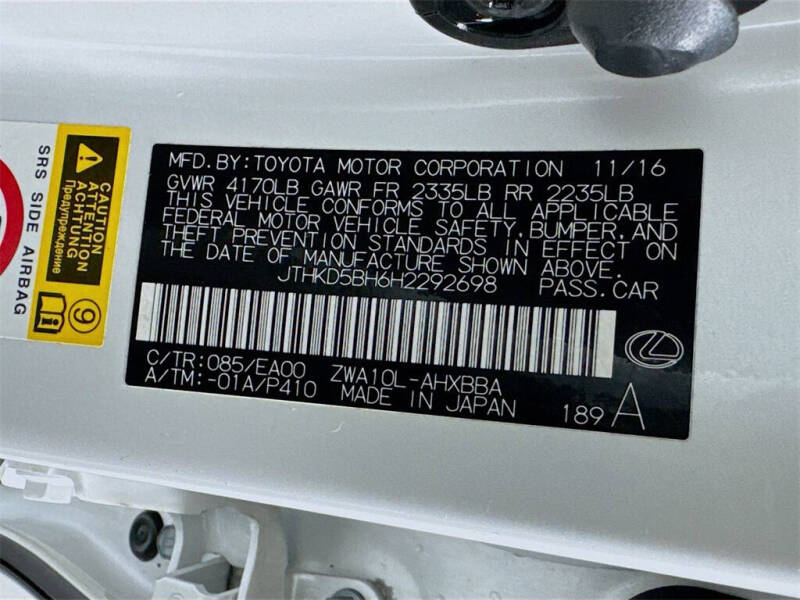 MFD.BY:TOYOTA MOTOR CORPORATION 11/16
GVWR 4170LB GAWR FR 2335LB RR 2235LB
THIS VEHICLE CONFORMS TO ALL APPLICABLE
FEDERAL MOTOR VEHICLE SAFETY,BUMPER,AND
THEFT PREVENTION STANDARDS IN EFFECT ON
THE DATE OF MANUFACTURE SHOWN ABOVE.
JTHKD5BH6H2292698 PASS.CAR
C/TR:085/EA00 ZWA10L-AHXBBA
A/TM:-01A/P410 MADE IN JAPAN 189 A
SRS SIDE AIRBAG
CAUTION
ATTENTION
ACHTUNG
Предупреждение
9